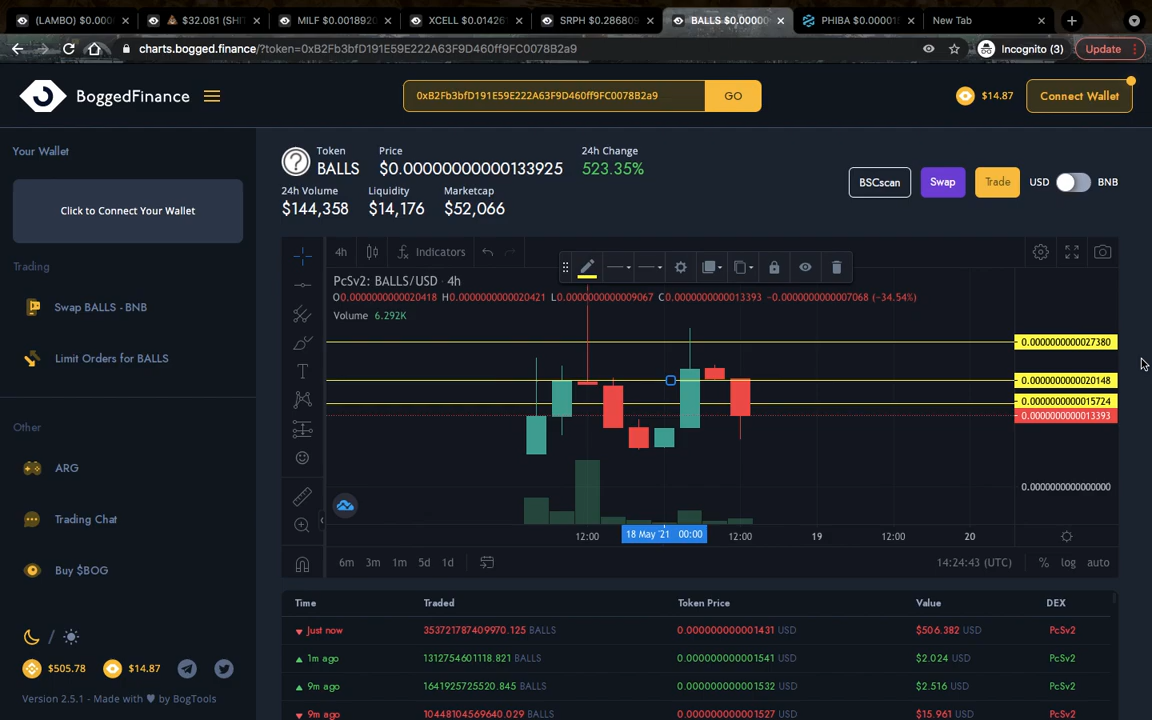 (LAMBO) $0.000
💩 $32.081 (SHI
MILF $0.001892
XCELL $0.01426
SRPH $0.286809
BALLS $0.00000
PHIBA $0.00001
New Tab
charts.bogged.finance/?token=0xB2Fb3bfD191E59E222A63F9D460ff9FC0078B2a9
Incognito (3)
Update
BoggedFinance
0xB2Fb3bfD191E59E222A63F9D460ff9FC0078B2a9
GO
$14.87
Connect Wallet
Your Wallet
Click to Connect Your Wallet
Trading
Swap BALLS - BNB
Limit Orders for BALLS
Other
ARG
Trading Chat
Buy $BOG
$505.78
$14.87
Version 2.5.1 - Made with ♥ by BogTools
Token
BALLS
Price
$0.00000000000133925
24h Change
523.35%
24h Volume
$144,358
Liquidity
$14,176
Marketcap
$52,066
BSCscan
Swap
Trade
USD
BNB
4h
Indicators
PcSv2: BALLS/USD · 4h
O0.0000000000020418 H0.0000000000020421 L0.0000000000009067 C0.0000000000013393 −0.0000000000007068 (−34.54%)
Volume 6.292K
0.0000000000027380
0.0000000000020148
0.0000000000015724
0.0000000000013393
0.0000000000000000
12:00
18 May '21 00:00
12:00
19
12:00
20
6m 3m 1m 5d 1d
14:24:43 (UTC)
% log auto
Time Traded Token Price Value DEX
Just now 353721787409970.125 BALLS 0.000000000001431 USD $506.382 USD PcSv2
1m ago 1312754601118.821 BALLS 0.000000000001541 USD $2.024 USD PcSv2
9m ago 1641925725520.845 BALLS 0.000000000001532 USD $2.516 USD PcSv2
9m ago 10448104569640.029 BALLS 0.000000000001527 USD $15.961 USD PcSv2